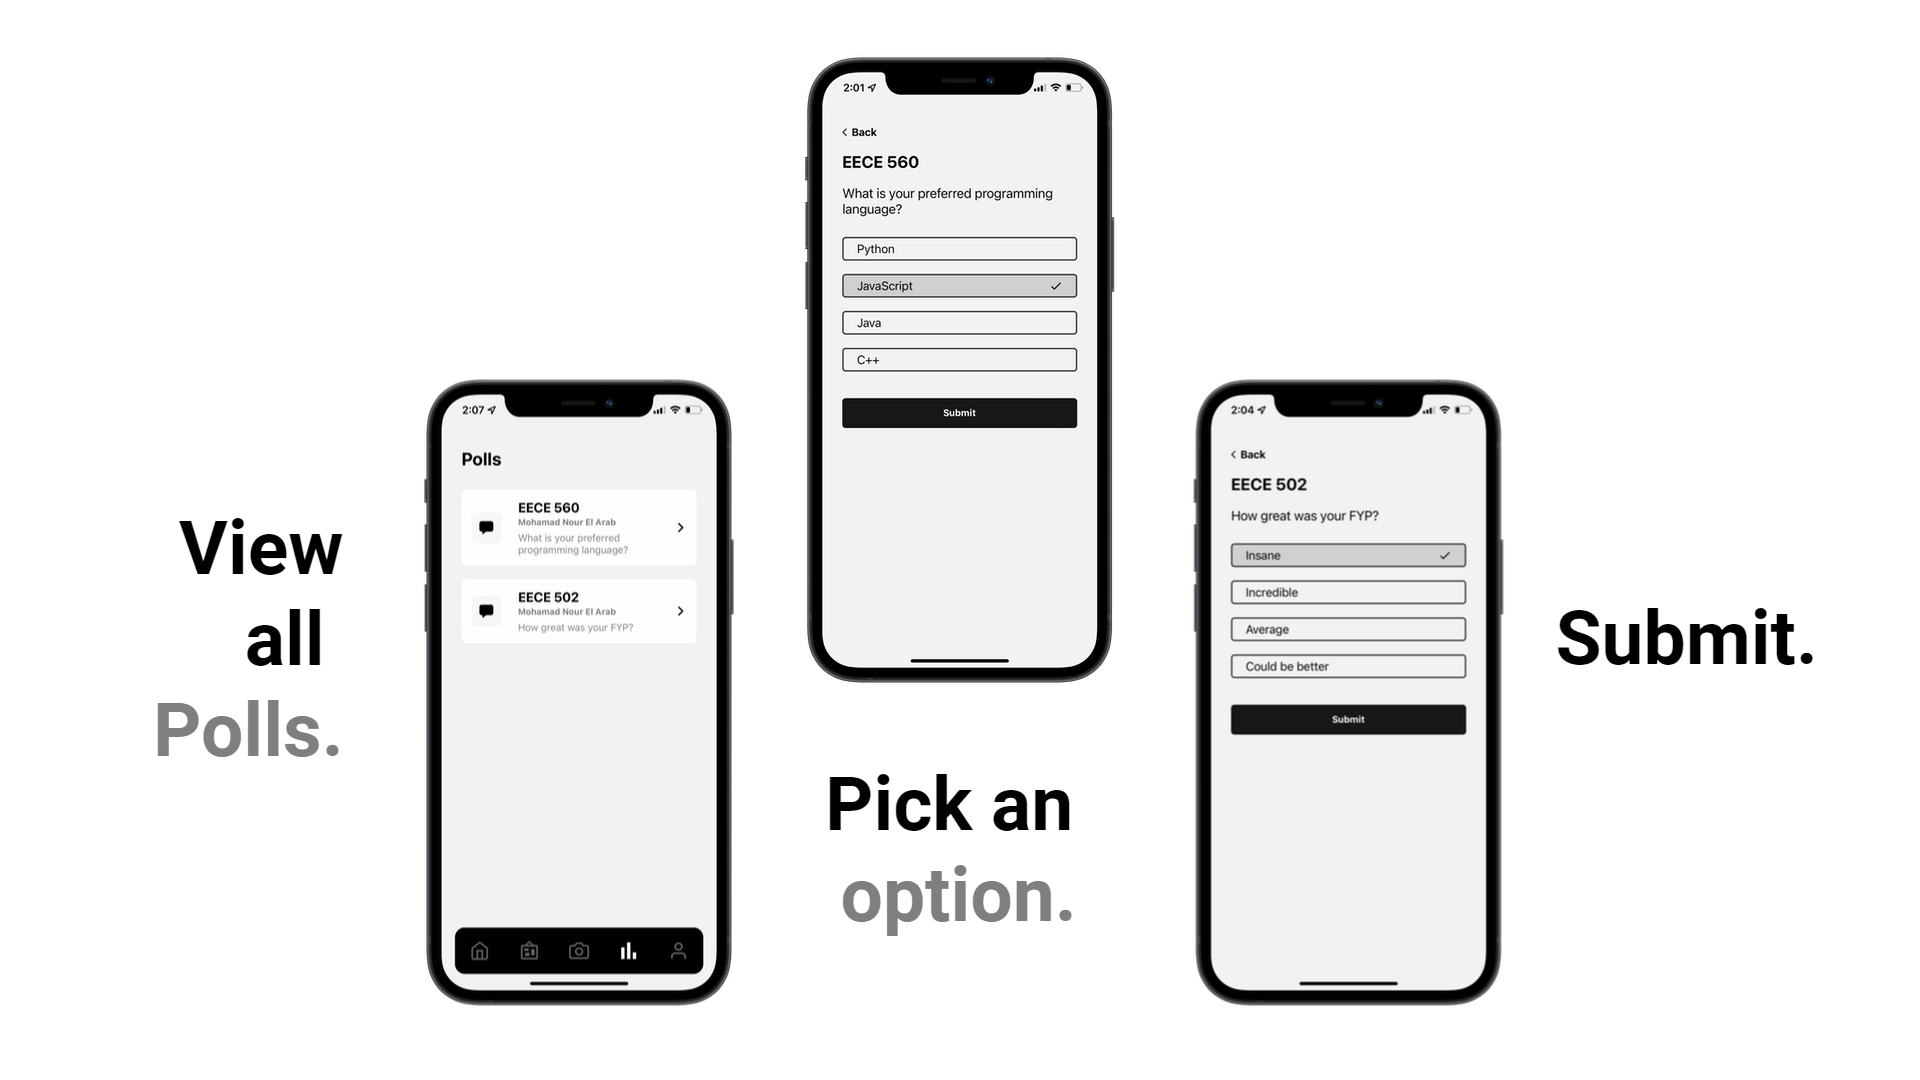 View
all
Polls.
2:07
Polls
EECE 560
Mohamad Nour El Arab
What is your preferred
programming language?
EECE 502
Mohamad Nour El Arab
How great was your FYP?
2:01
Back
EECE 560
What is your preferred programming
language?
Python
JavaScript
Java
C++
Submit
Pick an
option.
2:04
Back
EECE 502
How great was your FYP?
Insane
Incredible
Average
Could be better
Submit
Submit.